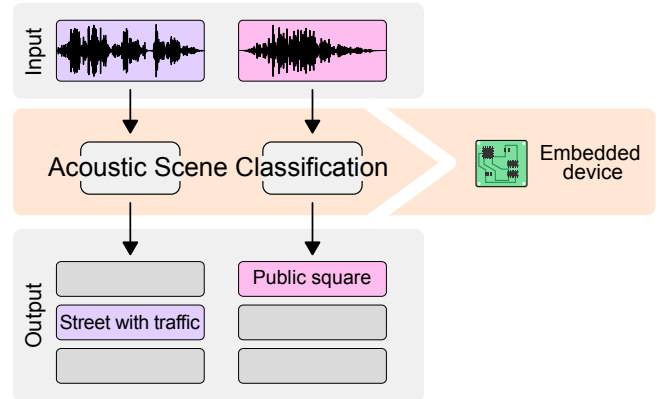 Input
Acoustic Scene Classification
Embedded
device
Output
Public square
Street with traffic